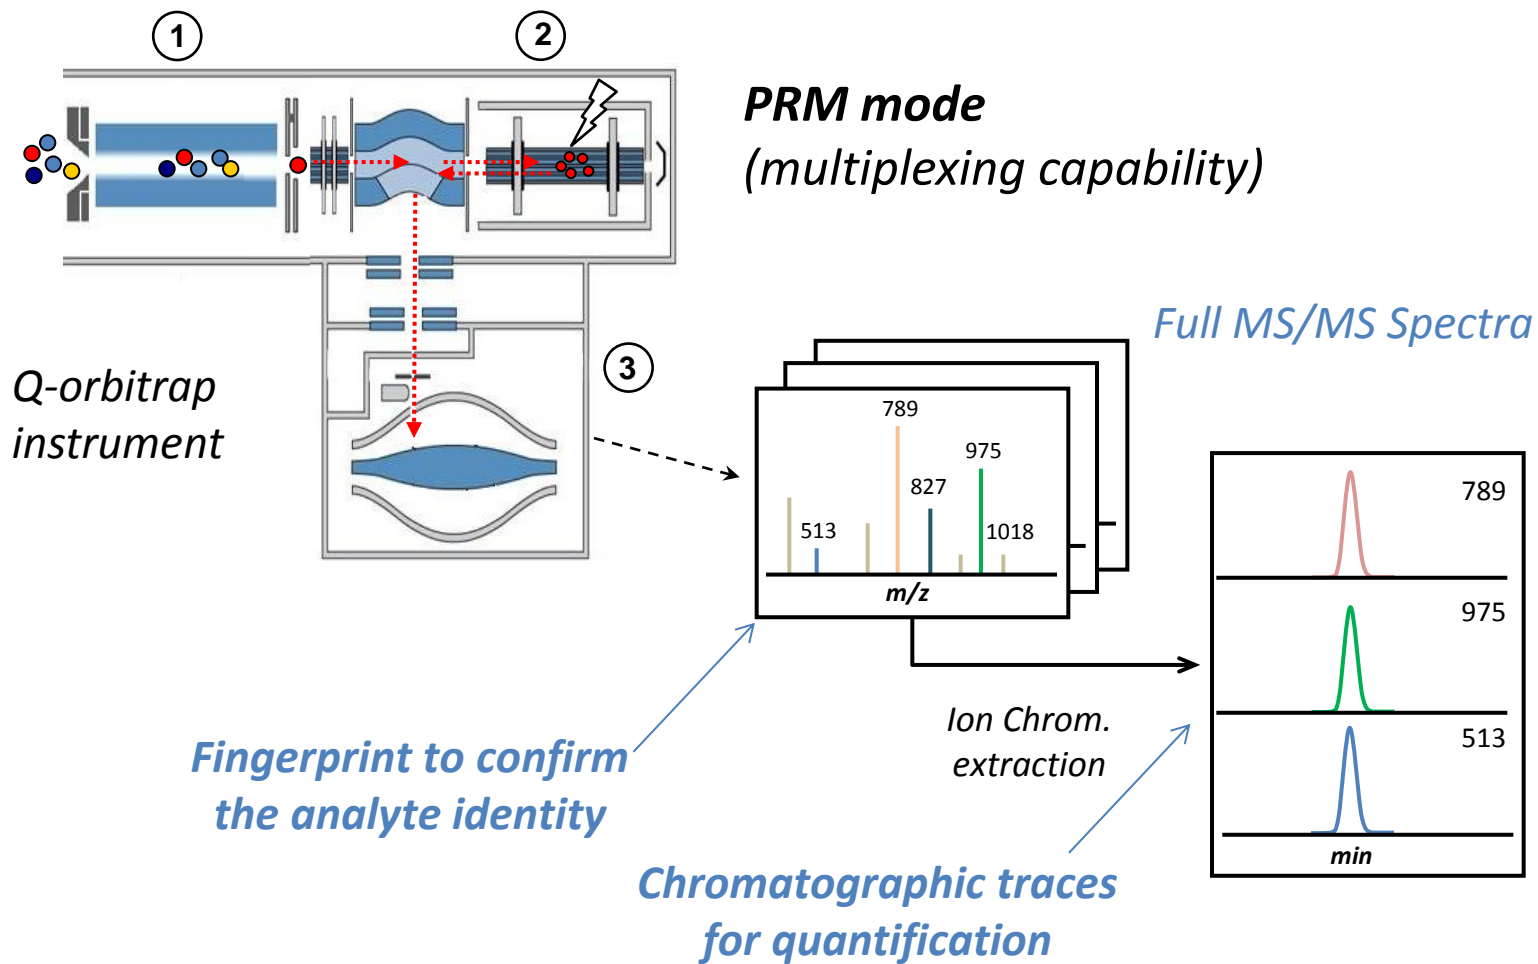 1
2
PRM mode
(multiplexing capability)
Full MS/MS Spectra
3
Q-orbitrap
instrument
789
975
827
513
1018
m/z
789
975
513
min
Ion Chrom.
extraction
Fingerprint to confirm
the analyte identity
Chromatographic traces
for quantification